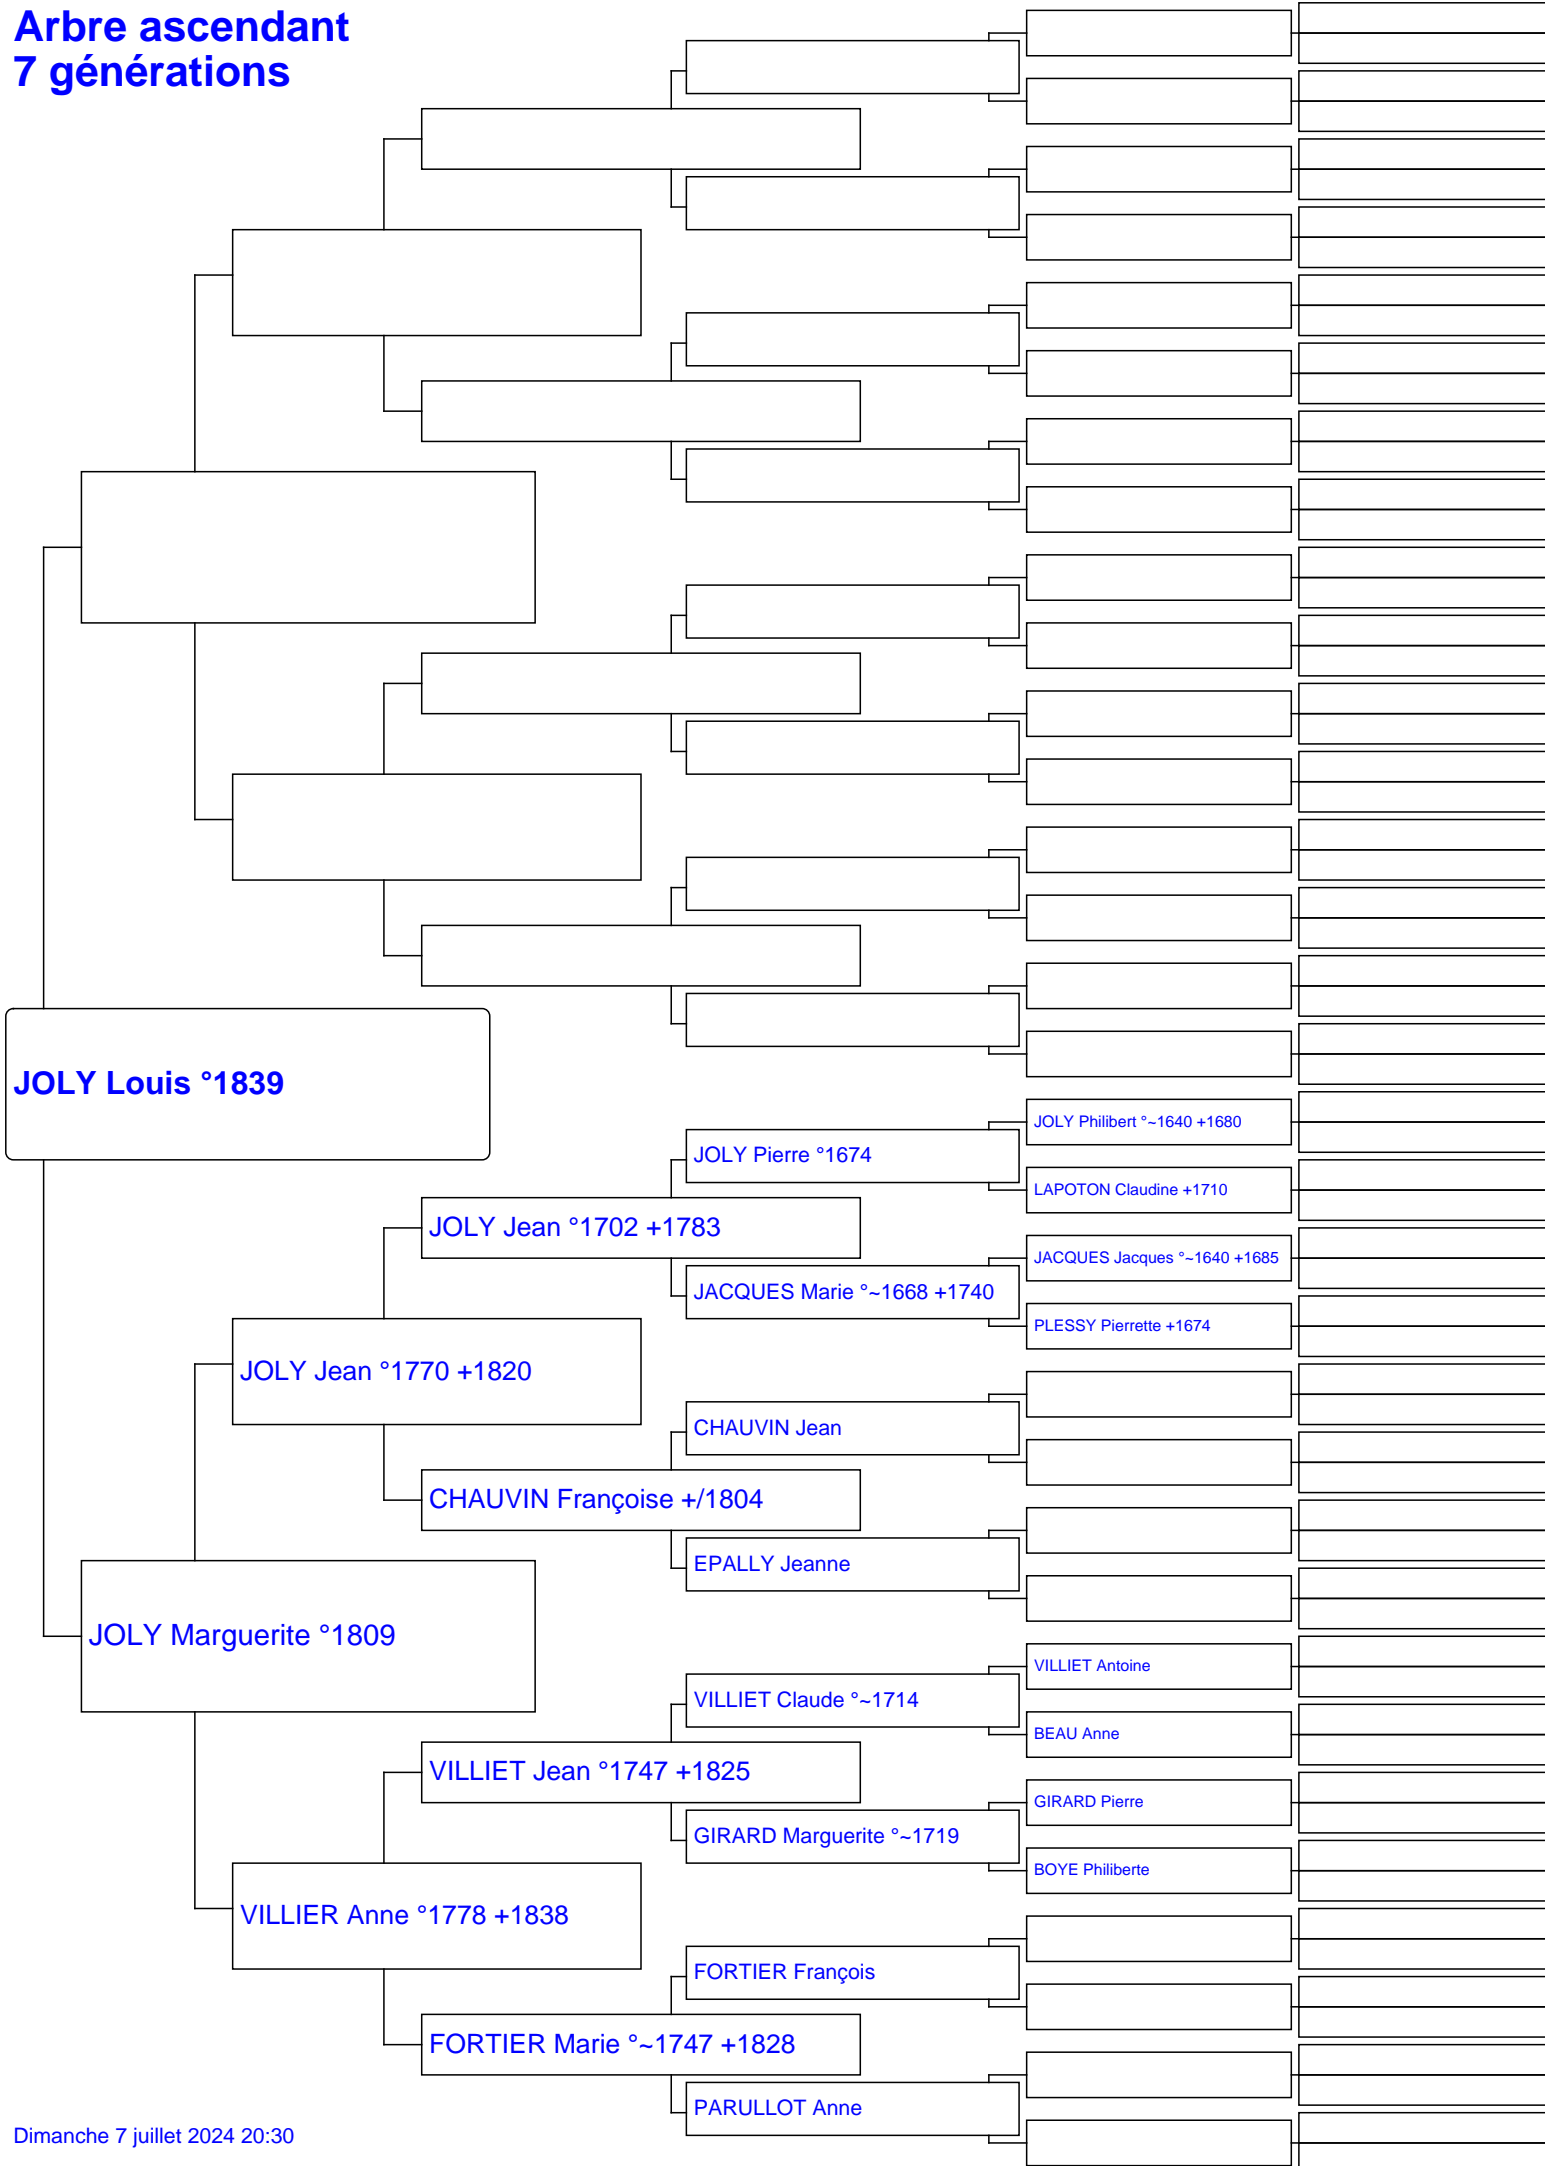 Arbre ascendant
7 générations
JOLY Louis °1839
JOLY Philibert °~1640 +1680
JOLY Pierre °1674
LAPOTON Claudine +1710
JOLY Jean °1702 +1783
JACQUES Jacques °~1640 +1685
JACQUES Marie °~1668 +1740
PLESSY Pierrette +1674
JOLY Jean °1770 +1820
CHAUVIN Jean
CHAUVIN Françoise +/1804
EPALLY Jeanne
JOLY Marguerite °1809
VILLIET Antoine
VILLIET Claude °~1714
BEAU Anne
VILLIET Jean °1747 +1825
GIRARD Pierre
GIRARD Marguerite °~1719
BOYE Philiberte
VILLIER Anne °1778 +1838
FORTIER François
FORTIER Marie °~1747 +1828
PARULLOT Anne
Dimanche 7 juillet 2024 20:30